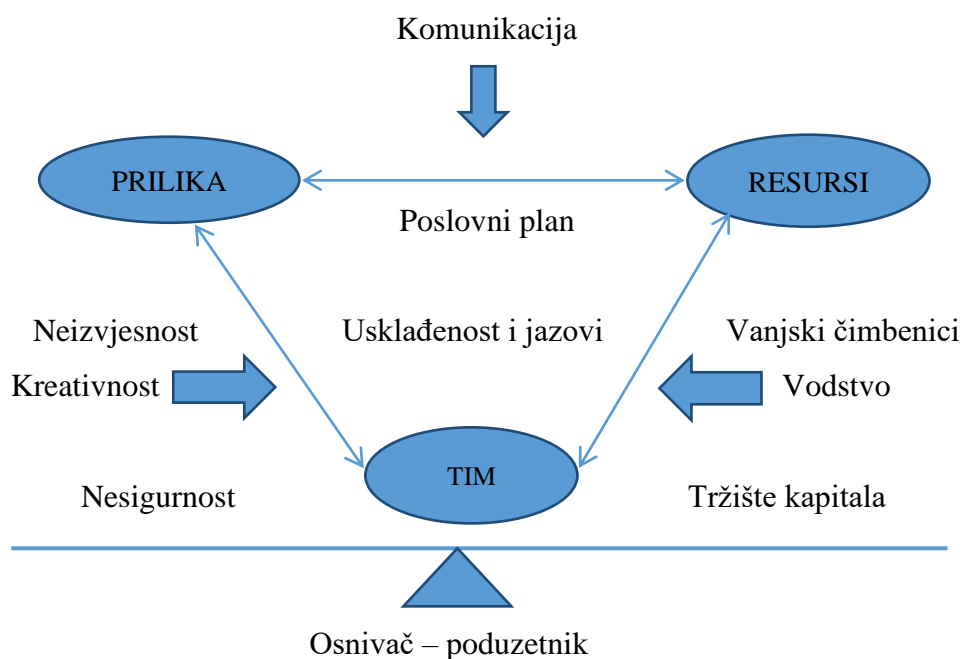 Komunikacija
PRILIKA
RESURSI
Poslovni plan
Neizvjesnost
Usklađenost i jazovi
Vanjski čimbenici
Kreativnost
Vodstvo
TIM
Nesigurnost
Tržište kapitala
Osnivač – poduzetnik